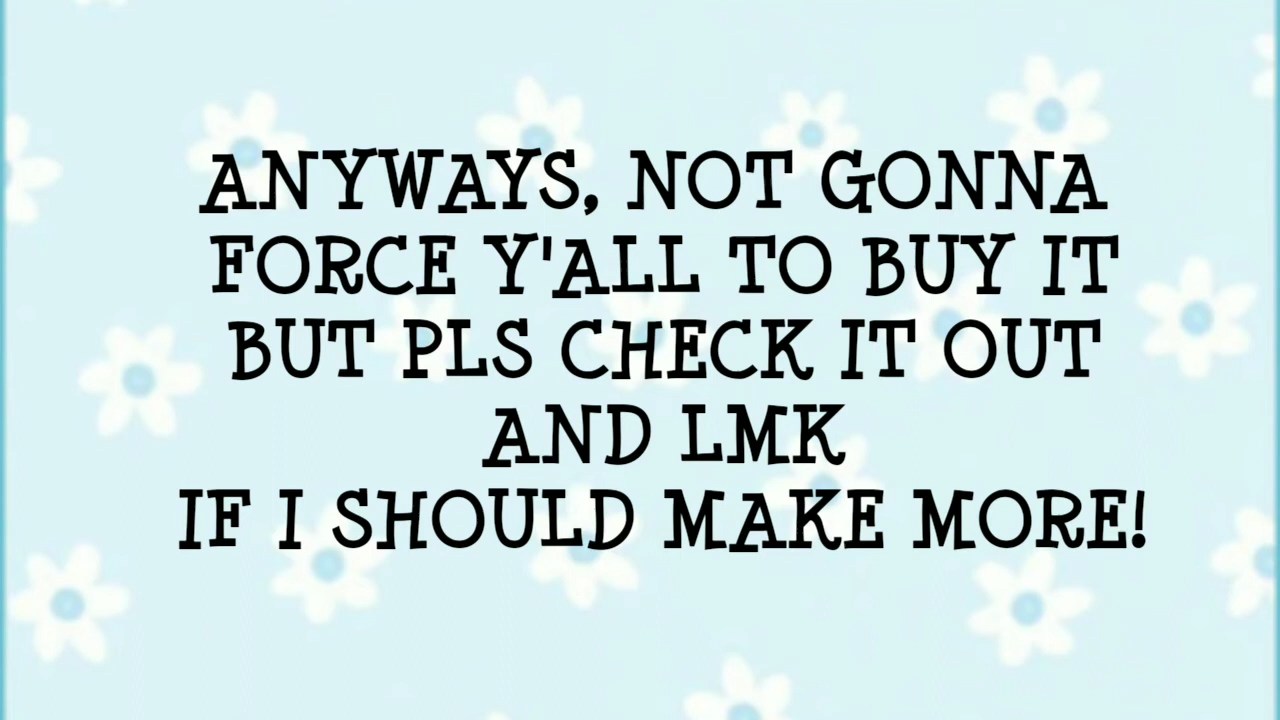 ANYWAYS, NOT GONNA
FORCE Y'ALL TO BUY IT
BUT PLS CHECK IT OUT
AND LMK
IF I SHOULD MAKE MORE!